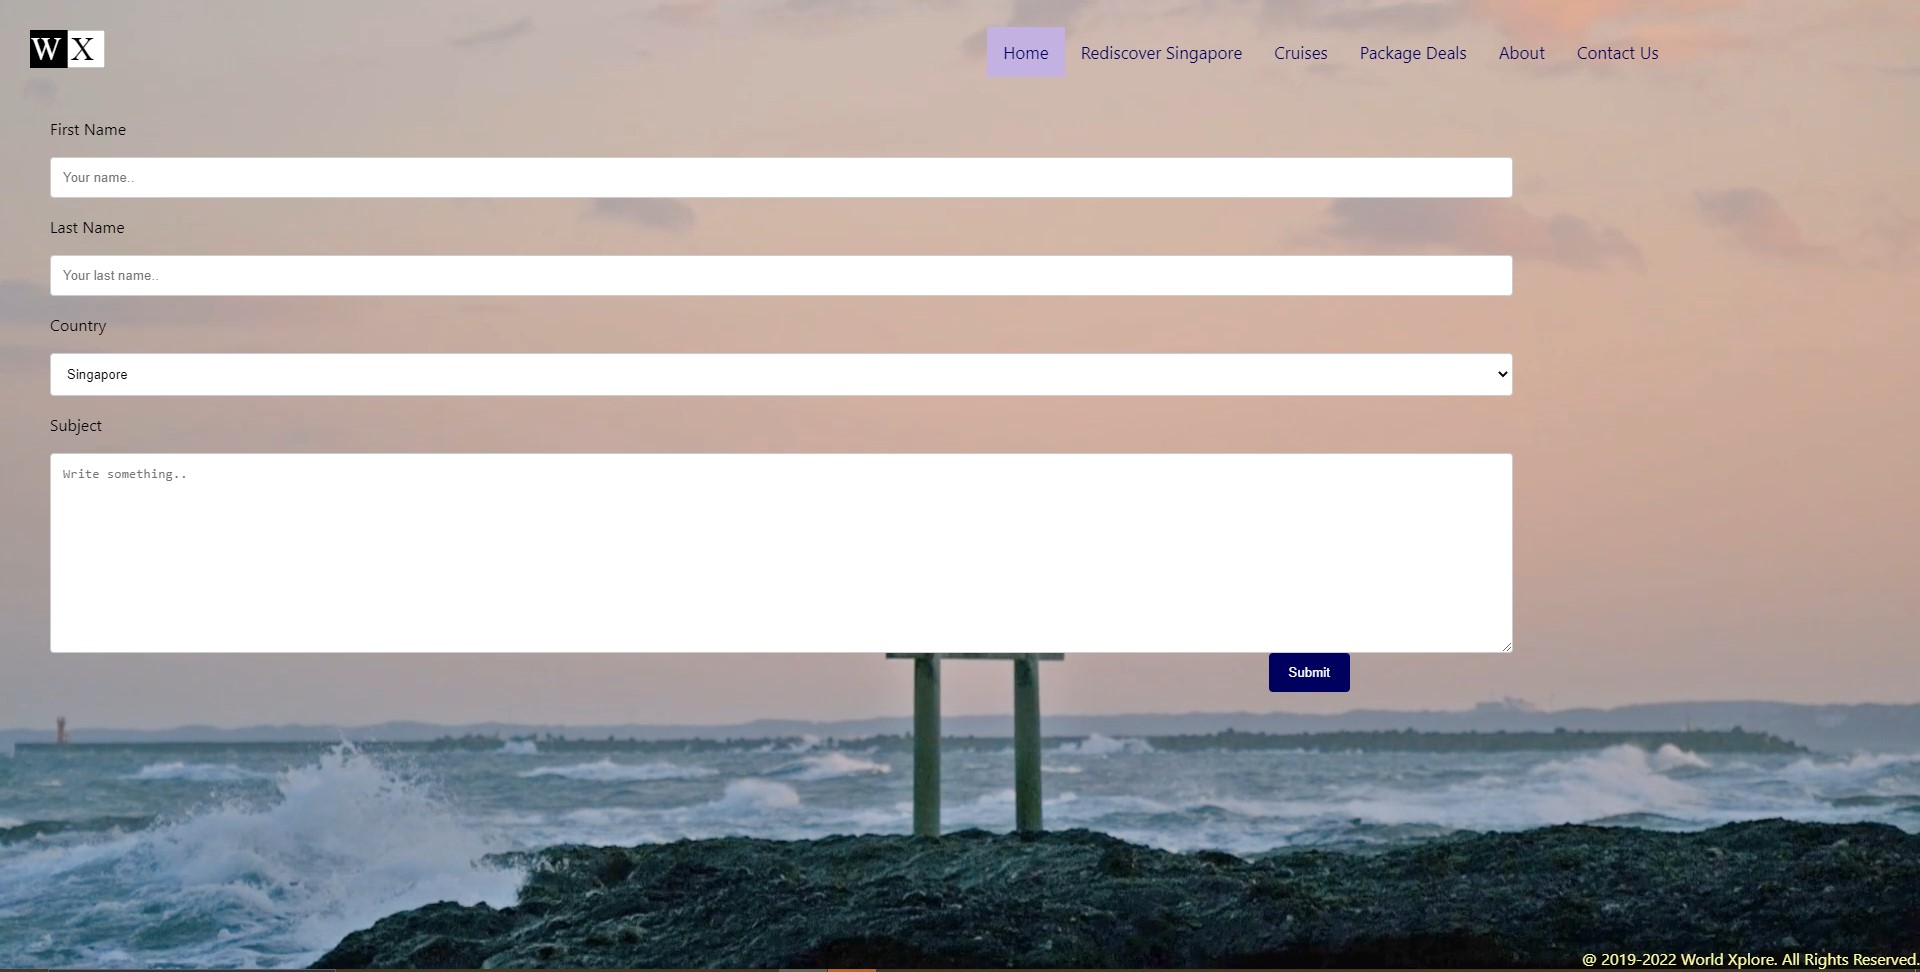 W X
Home Rediscover Singapore Cruises Package Deals About Contact Us
First Name
Your name..
Last Name
Your last name..
Country
Singapore
Subject
Write something..
Submit
@ 2019-2022 World Xplore. All Rights Reserved.